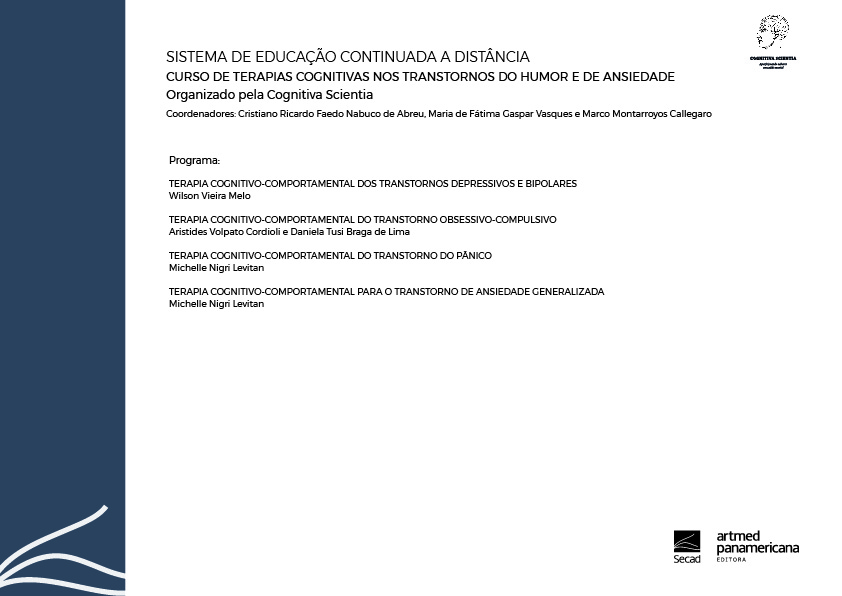 COGNITIVA SCIENTIA
SISTEMA DE EDUCAÇÃO CONTINUADA A DISTÂNCIA
CURSO DE TERAPIAS COGNITIVAS NOS TRANSTORNOS DO HUMOR E DE ANSIEDADE
Organizado pela Cognitiva Scientia
Coordenadores: Cristiano Ricardo Faedo Nabuco de Abreu, Maria de Fátima Gaspar Vasques e Marco Montarroyos Callegaro
Programa:
TERAPIA COGNITIVO-COMPORTAMENTAL DOS TRANSTORNOS DEPRESSIVOS E BIPOLARES
Wilson Vieira Melo
TERAPIA COGNITIVO-COMPORTAMENTAL DO TRANSTORNO OBSESSIVO-COMPULSIVO
Aristides Volpato Cordioli e Daniela Tusi Braga de Lima
TERAPIA COGNITIVO-COMPORTAMENTAL DO TRANSTORNO DO PÂNICO
Michelle Nigri Levitan
TERAPIA COGNITIVO-COMPORTAMENTAL PARA O TRANSTORNO DE ANSIEDADE GENERALIZADA
Michelle Nigri Levitan
Secad
artmed
panamericana
EDITORA